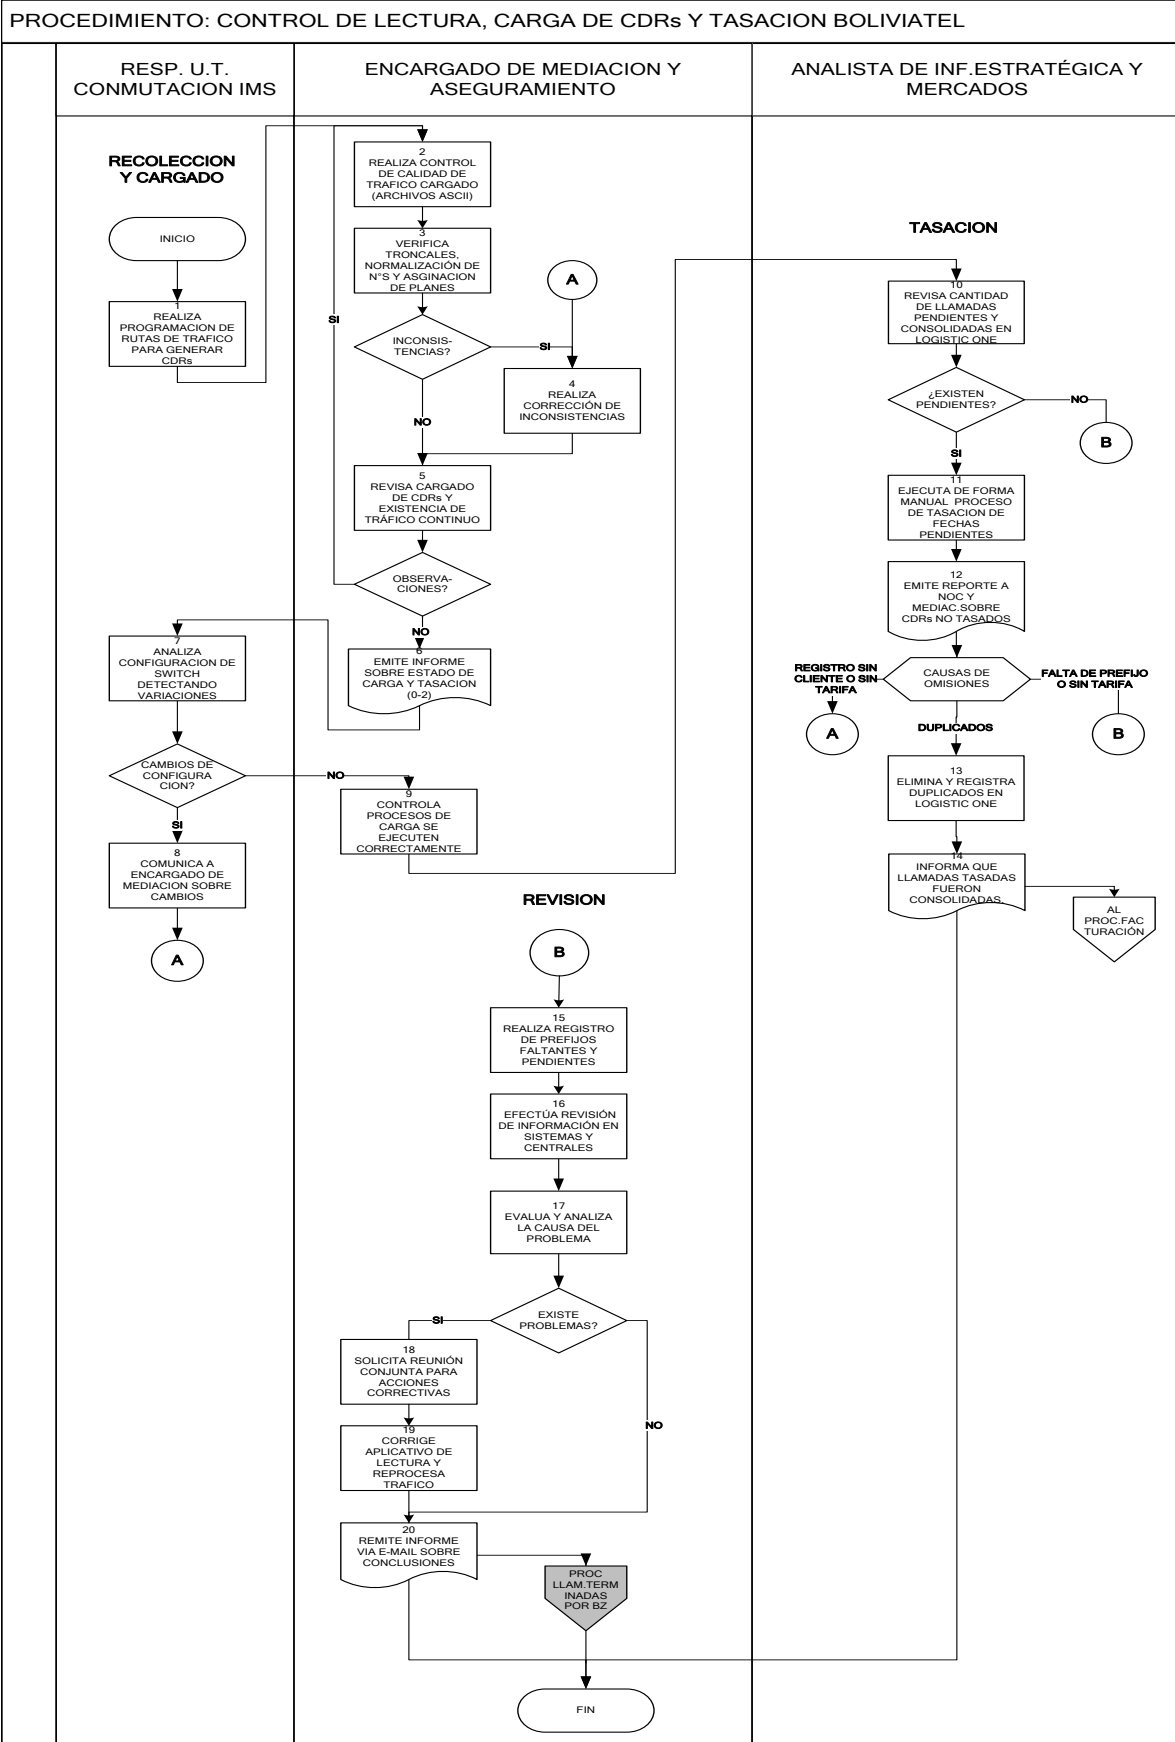 PROCEDIMIENTO: CONTROL DE LECTURA, CARGA DE CDRs Y TASACION BOLIVIATEL
RESP. U.T.
CONMUTACION IMS
ENCARGADO DE MEDIACION Y
ASEGURAMIENTO
ANALISTA DE INF.ESTRATÉGICA Y
MERCADOS
RECOLECCION
Y CARGADO
INICIO
1
REALIZA
PROGRAMACION DE
RUTAS DE TRAFICO
PARA GENERAR
CDRs
2
REALIZA CONTROL
DE CALIDAD DE
TRAFICO CARGADO
(ARCHIVOS ASCII)
3
VERIFICA
TRONCALES,
NORMALIZACIÓN DE
N°S Y ASGINACION
DE PLANES
A
SI
INCONSIS-
TENCIAS?
SI
4
REALIZA
CORRECCIÓN DE
INCONSISTENCIAS
NO
5
REVISA CARGADO
DE CDRs Y
EXISTENCIA DE
TRÁFICO CONTINUO
OBSERVA-
CIONES?
NO
6
EMITE INFORME
SOBRE ESTADO DE
CARGA Y TASACION
(0-2)
7
ANALIZA
CONFIGURACION DE
SWITCH
DETECTANDO
VARIACIONES
CAMBIOS DE
CONFIGURA
CION?
NO
SI
8
COMUNICA A
ENCARGADO DE
MEDIACION SOBRE
CAMBIOS
A
9
CONTROLA
PROCESOS DE
CARGA SE
EJECUTEN
CORRECTAMENTE
TASACION
10
REVISA CANTIDAD
DE LLAMADAS
PENDIENTES Y
CONSOLIDADAS EN
LOGISTIC ONE
¿EXISTEN
PENDIENTES?
NO
B
SI
11
EJECUTA DE FORMA
MANUAL PROCESO
DE TASACION DE
FECHAS
PENDIENTES
12
EMITE REPORTE A
NOC Y
MEDIAC.SOBRE
CDRs NO TASADOS
REGISTRO SIN
CLIENTE O SIN
TARIFA
CAUSAS DE
OMISIONES
FALTA DE PREFIJO
O SIN TARIFA
A
B
DUPLICADOS
13
ELIMINA Y REGISTRA
DUPLICADOS EN
LOGISTIC ONE
14
INFORMA QUE
LLAMADAS TASADAS
FUERON
CONSOLIDADAS.
AL
PROC.FAC
TURACIÓN
REVISION
B
15
REALIZA REGISTRO
DE PREFIJOS
FALTANTES Y
PENDIENTES
16
EFECTÚA REVISIÓN
DE INFORMACIÓN EN
SISTEMAS Y
CENTRALES
17
EVALUA Y ANALIZA
LA CAUSA DEL
PROBLEMA
EXISTE
PROBLEMAS?
SI
18
SOLICITA REUNIÓN
CONJUNTA PARA
ACCIONES
CORRECTIVAS
NO
19
CORRIGE
APLICATIVO DE
LECTURA Y
REPROCESA
TRAFICO
20
REMITE INFORME
VIA E-MAIL SOBRE
CONCLUSIONES
PROC
LLAM.TERM
INADAS
POR BZ
FIN